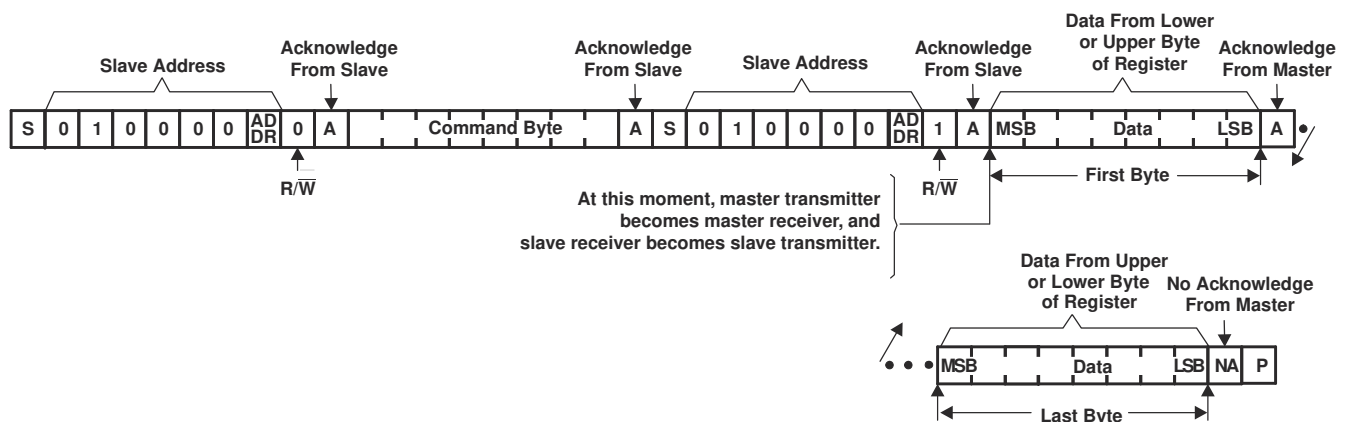 Slave Address
Acknowledge
From Slave
Acknowledge
From Slave
Slave Address
Acknowledge
From Slave
Data From Lower
or Upper Byte
of Register
Acknowledge
From Master
S 0 1 0 0 0 0 AD DR 0 A Command Byte A S 0 1 0 0 0 0 AD DR 1 A MSB Data LSB A
R/W̅
R/W̅
First Byte
At this moment, master transmitter
becomes master receiver, and
slave receiver becomes slave transmitter.
Data From Upper
or Lower Byte
of Register
No Acknowledge
From Master
MSB Data LSB NA P
Last Byte